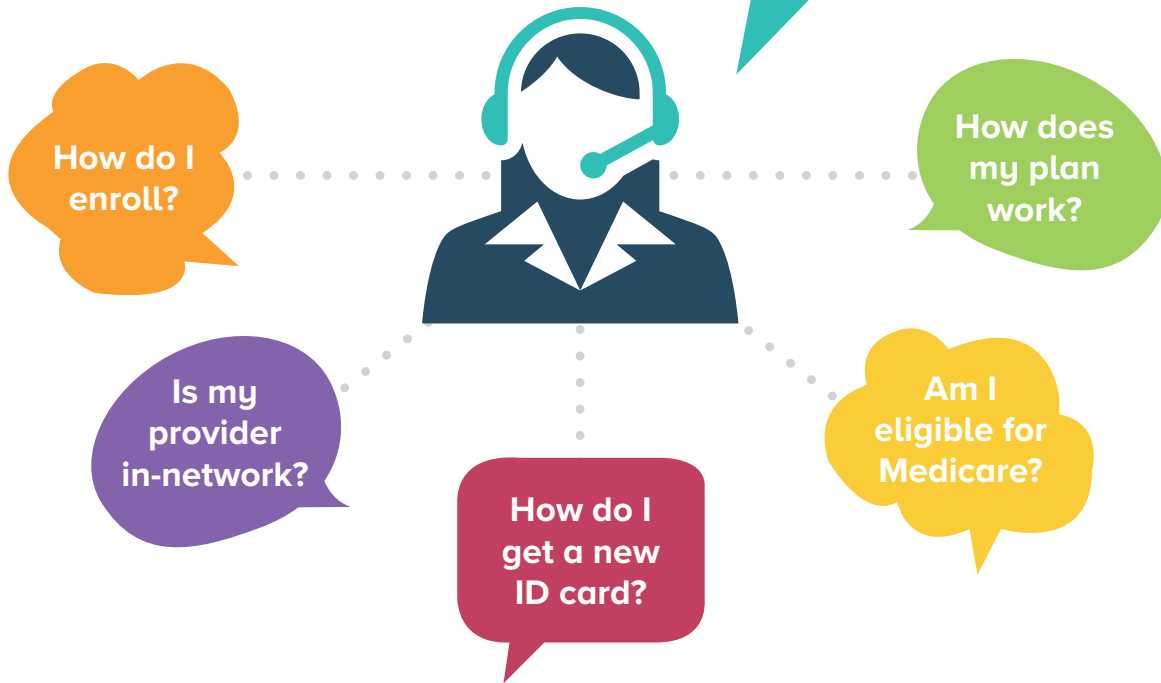 How do I
enroll?
How does
my plan
work?
Is my
provider
in-network?
How do I
get a new
ID card?
Am I
eligible for
Medicare?